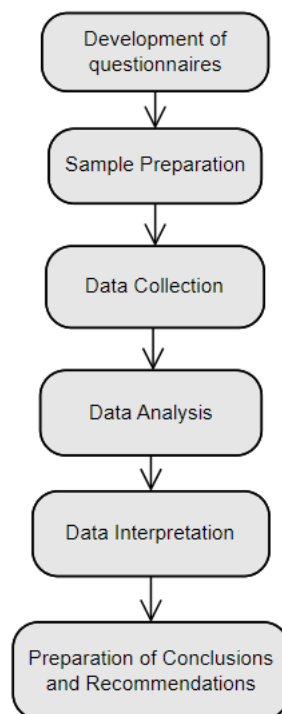 Development of
questionnaires
Sample Preparation
Data Collection
Data Analysis
Data Interpretation
Preparation of Conclusions
and Recommendations